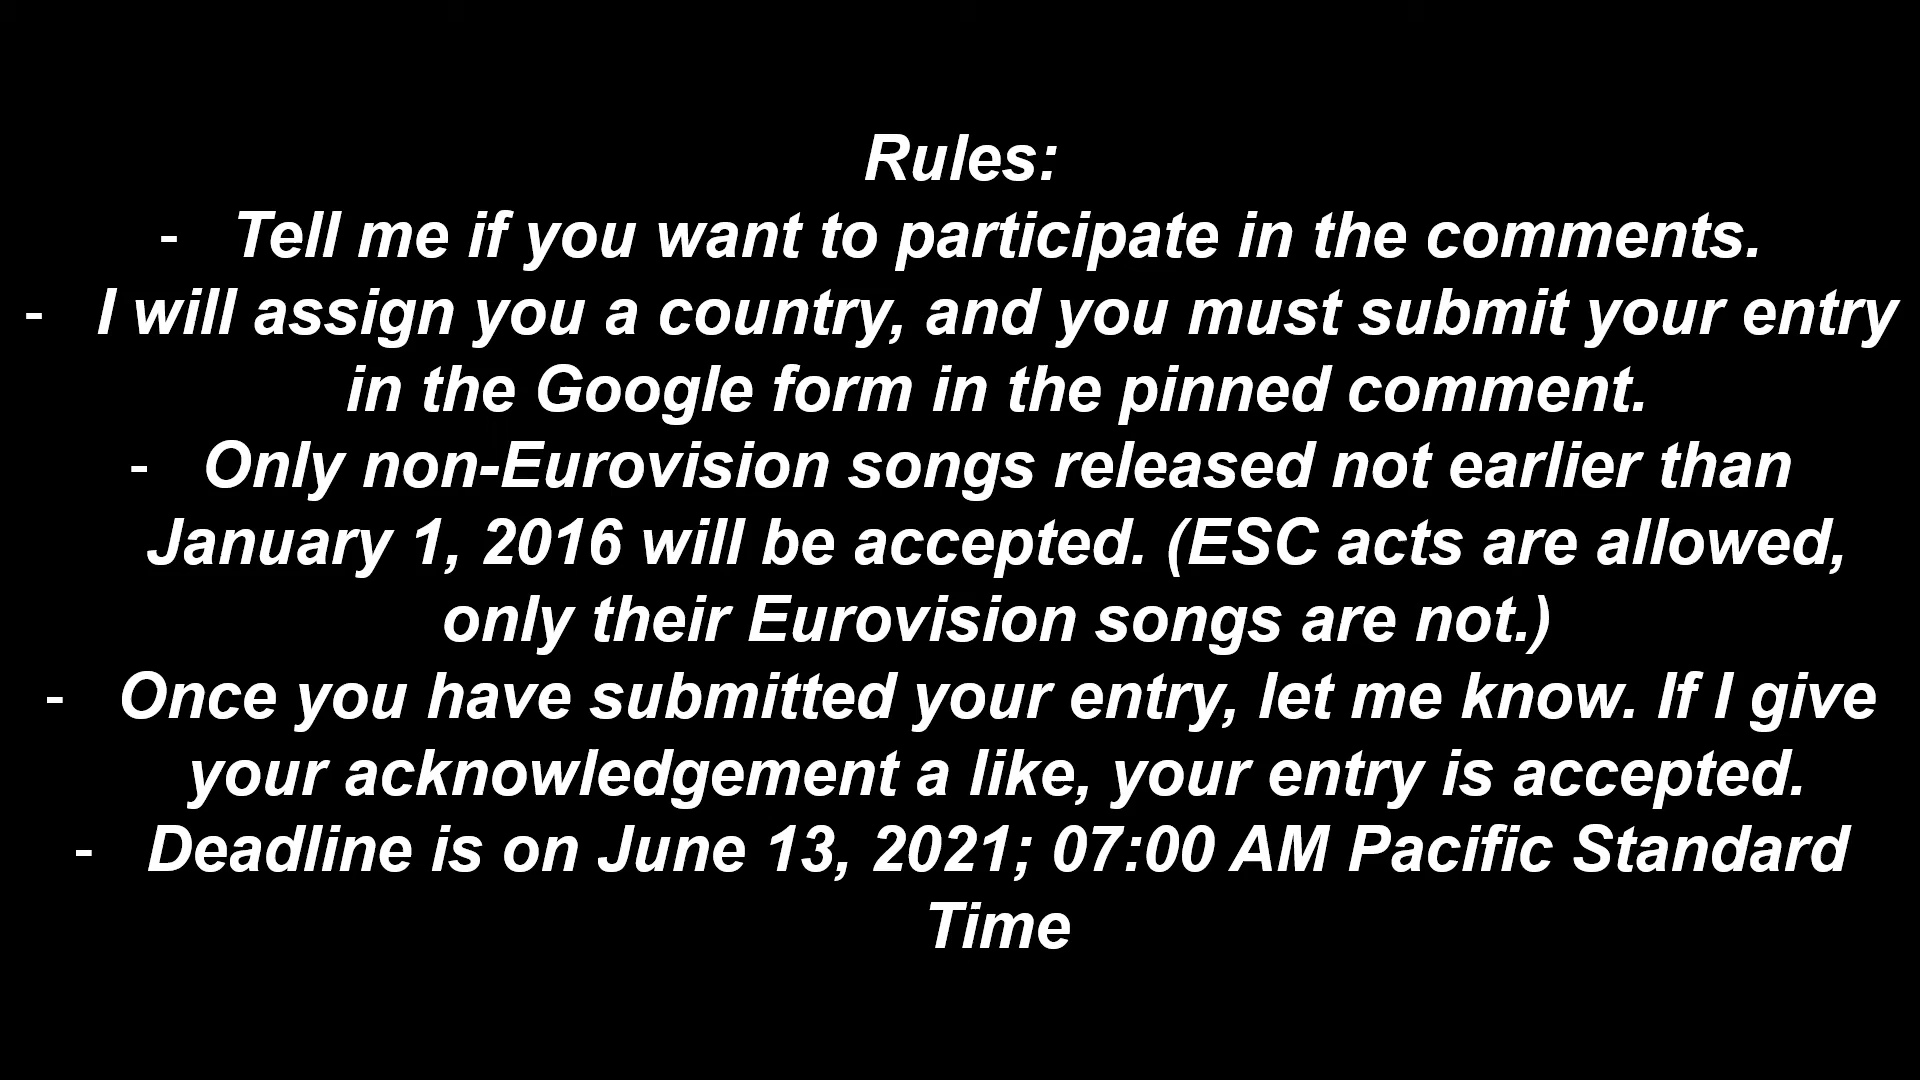 Rules:
- Tell me if you want to participate in the comments.
- I will assign you a country, and you must submit your entry
in the Google form in the pinned comment.
- Only non-Eurovision songs released not earlier than
January 1, 2016 will be accepted. (ESC acts are allowed,
only their Eurovision songs are not.)
- Once you have submitted your entry, let me know. If I give
your acknowledgement a like, your entry is accepted.
- Deadline is on June 13, 2021; 07:00 AM Pacific Standard
Time